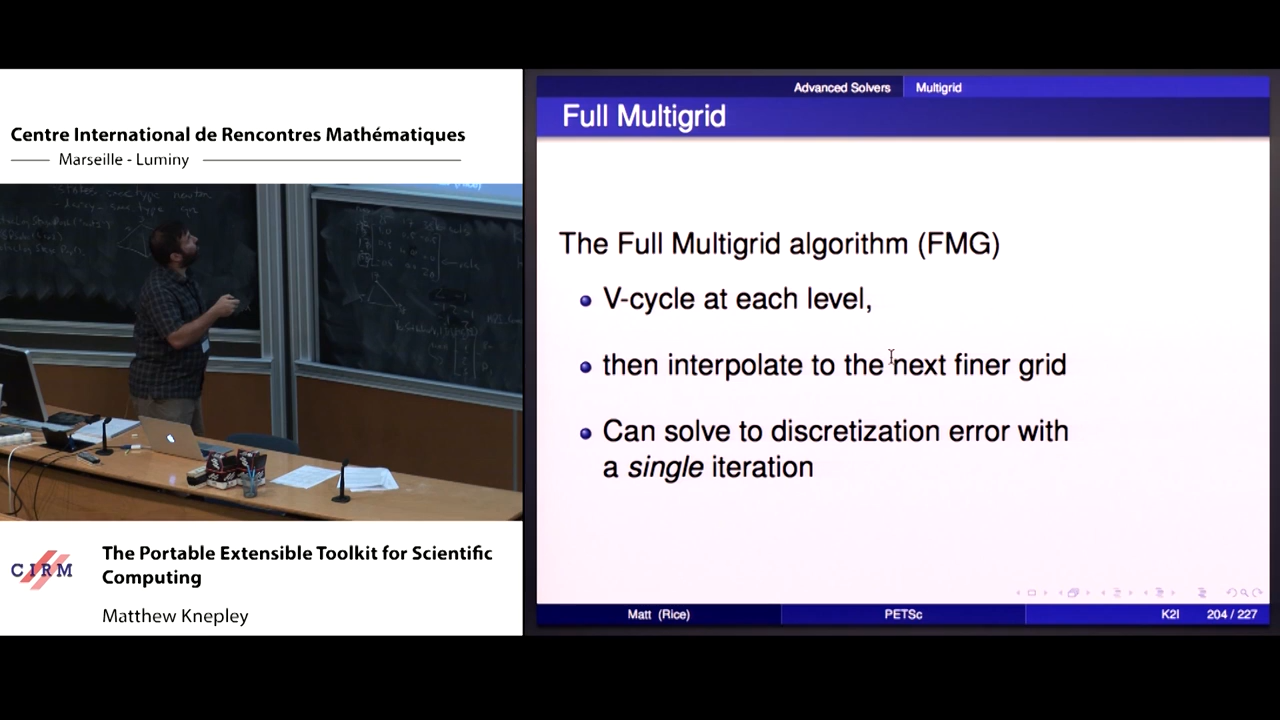 Centre International de Rencontres Mathématiques
Marseille - Luminy
CIRM
The Portable Extensible Toolkit for Scientific
Computing
Matthew Knepley
Advanced Solvers Multigrid
Full Multigrid
The Full Multigrid algorithm (FMG)
V-cycle at each level,
then interpolate to the next finer grid
Can solve to discretization error with
a single iteration
Matt (Rice) PETSc K2I 204 / 227